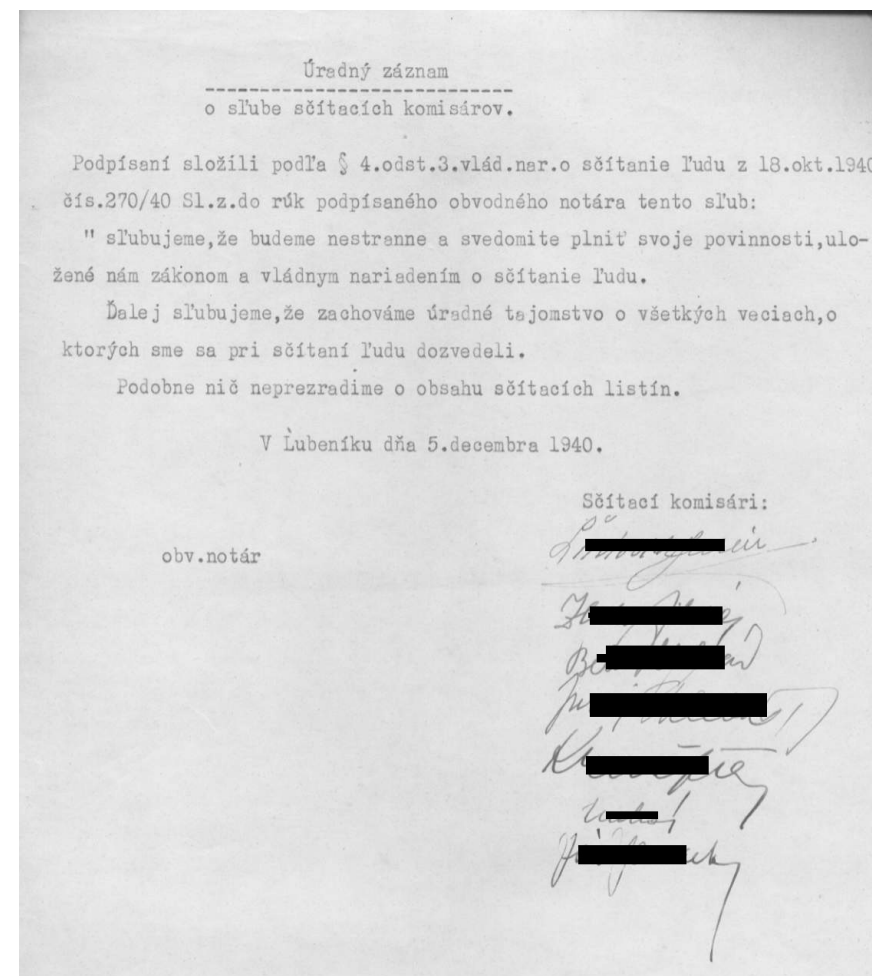 Úradný záznam
o sľube sčítacích komisárov.
Podpísaní složili podľa § 4.odst.3.vlád.nar.o sčítanie ľudu z 18.okt.1940
čís.270/40 Sl.z.do rúk podpísaného obvodného notára tento sľub:
" sľubujeme,že budeme nestranne a svedomite plniť svoje povinnosti,ulo-
žené nám zákonom a vládnym nariadením o sčítanie ľudu.
Ďalej sľubujeme,že zachováme úradné tajomstvo o všetkých veciach,o
ktorých sme sa pri sčítaní ľudu dozvedeli.
Podobne nič neprezradíme o obsahu sčítacích listín.
V Ĺubeníku dňa 5.decembra 1940.
Sčítací komisári:
obv.notár